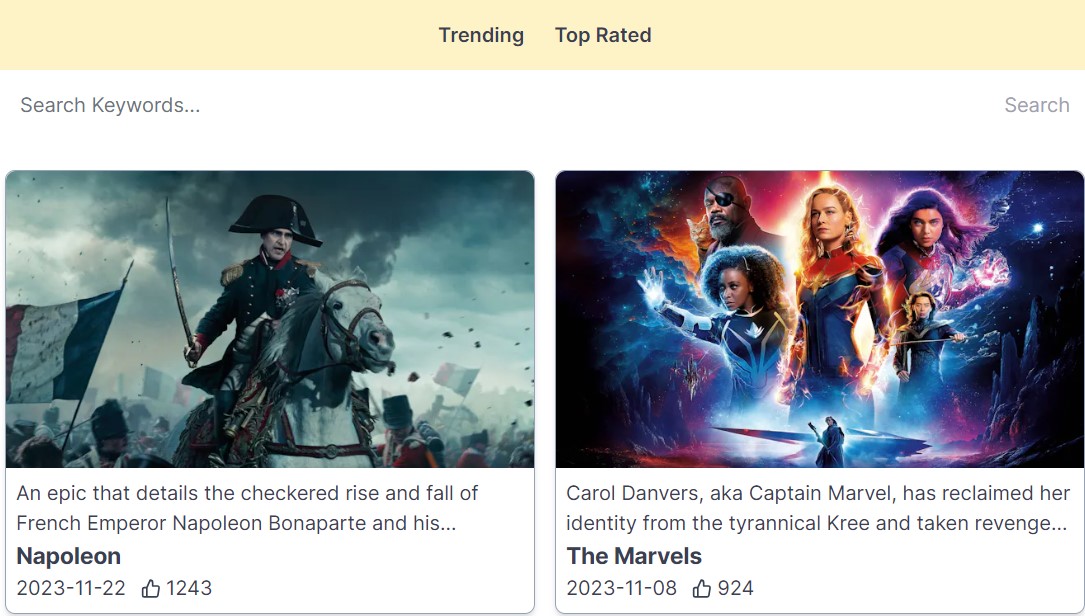 Trending Top Rated
Search Keywords... Search
An epic that details the checkered rise and fall of
French Emperor Napoleon Bonaparte and his...
Napoleon
2023-11-22 1243
Carol Danvers, aka Captain Marvel, has reclaimed her
identity from the tyrannical Kree and taken revenge...
The Marvels
2023-11-08 924